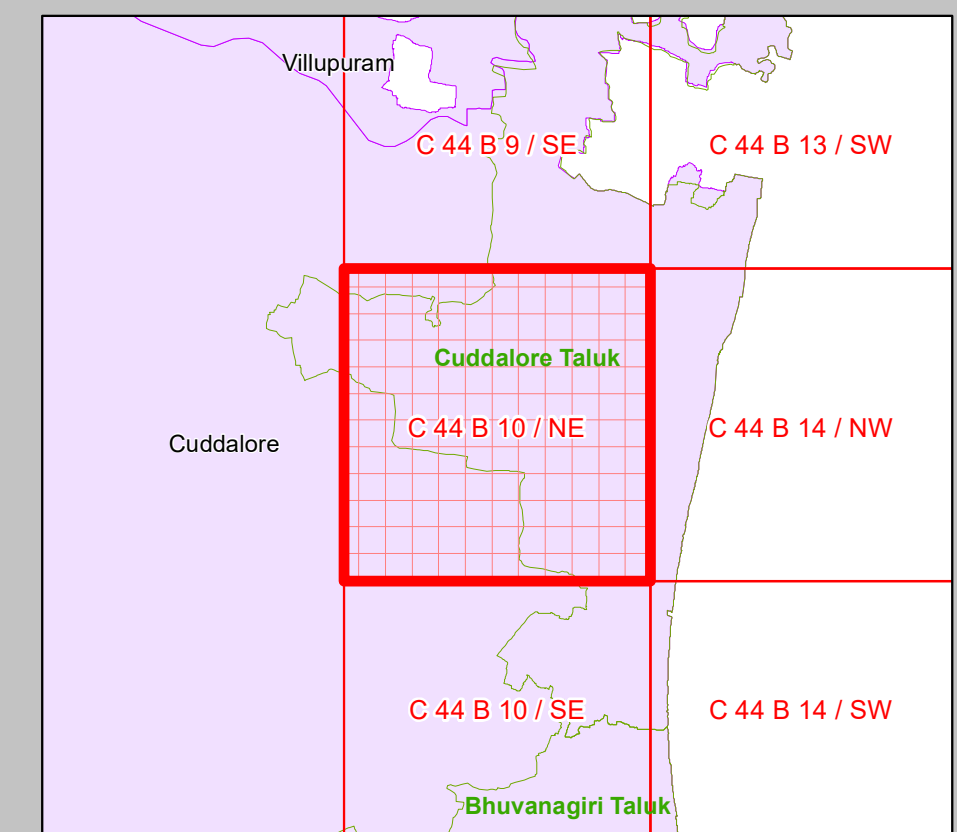 Villupuram
C 44 B 9 / SE
C 44 B 13 / SW
Cuddalore Taluk
C 44 B 10 / NE
C 44 B 14 / NW
Cuddalore
C 44 B 10 / SE
C 44 B 14 / SW
Bhuvanagiri Taluk